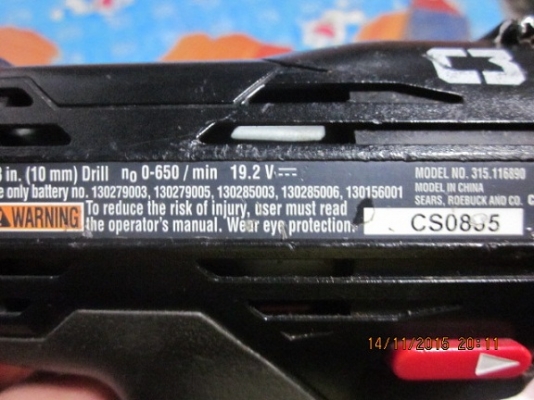 C3
in. (10 mm) Drill n₀ 0-650 / min 19.2 V
MODEL NO. 315.116890
only battery no. 130279003, 130279005, 130285003, 130285006, 130156001
MADE IN CHINA
SEARS, ROEBUCK AND CO.
WARNING
To reduce the risk of injury, user must read
the operator's manual. Wear eye protection.
CS0895
14/11/2015 20:11